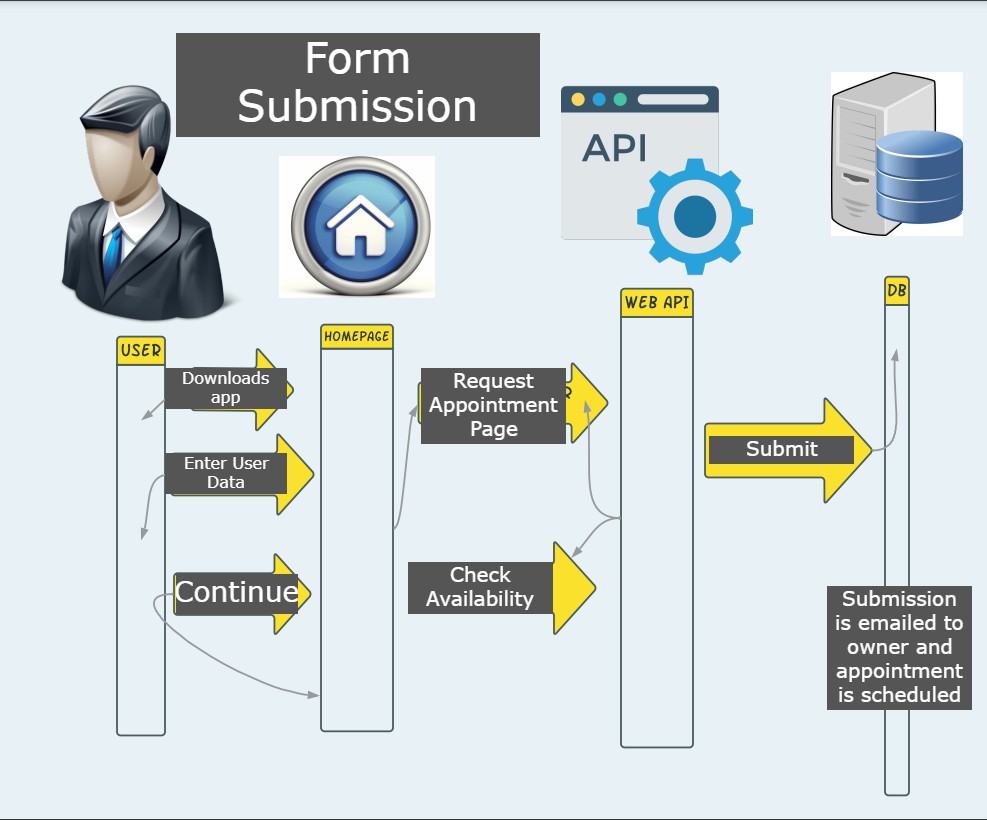 Form
Submission
API
WEB API
DB
HOMEPAGE
USER
Downloads
app
Request
Appointment
Page
Enter User
Data
Submit
Continue
Check
Availability
Submission
is emailed to
owner and
appointment
is scheduled